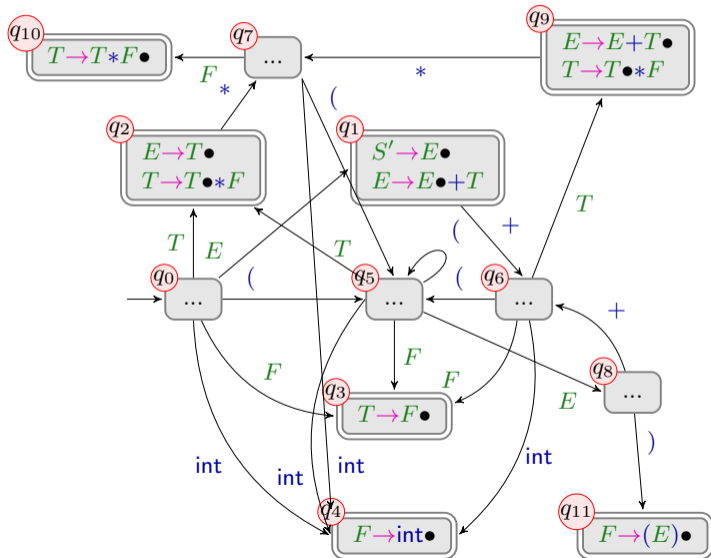 q10
T→T*F●
q7
...
q9
E→E+T●
T→T●*F
F
*
*
(
q2
E→T●
T→T●*F
q1
S′→E●
E→E●+T
T
E
T
(
+
T
q0
...
(
q5
...
(
q6
...
+
F
F
F
q8
...
E
q3
T→F●
int
int
int
int
)
q4
F→int●
q11
F→(E)●